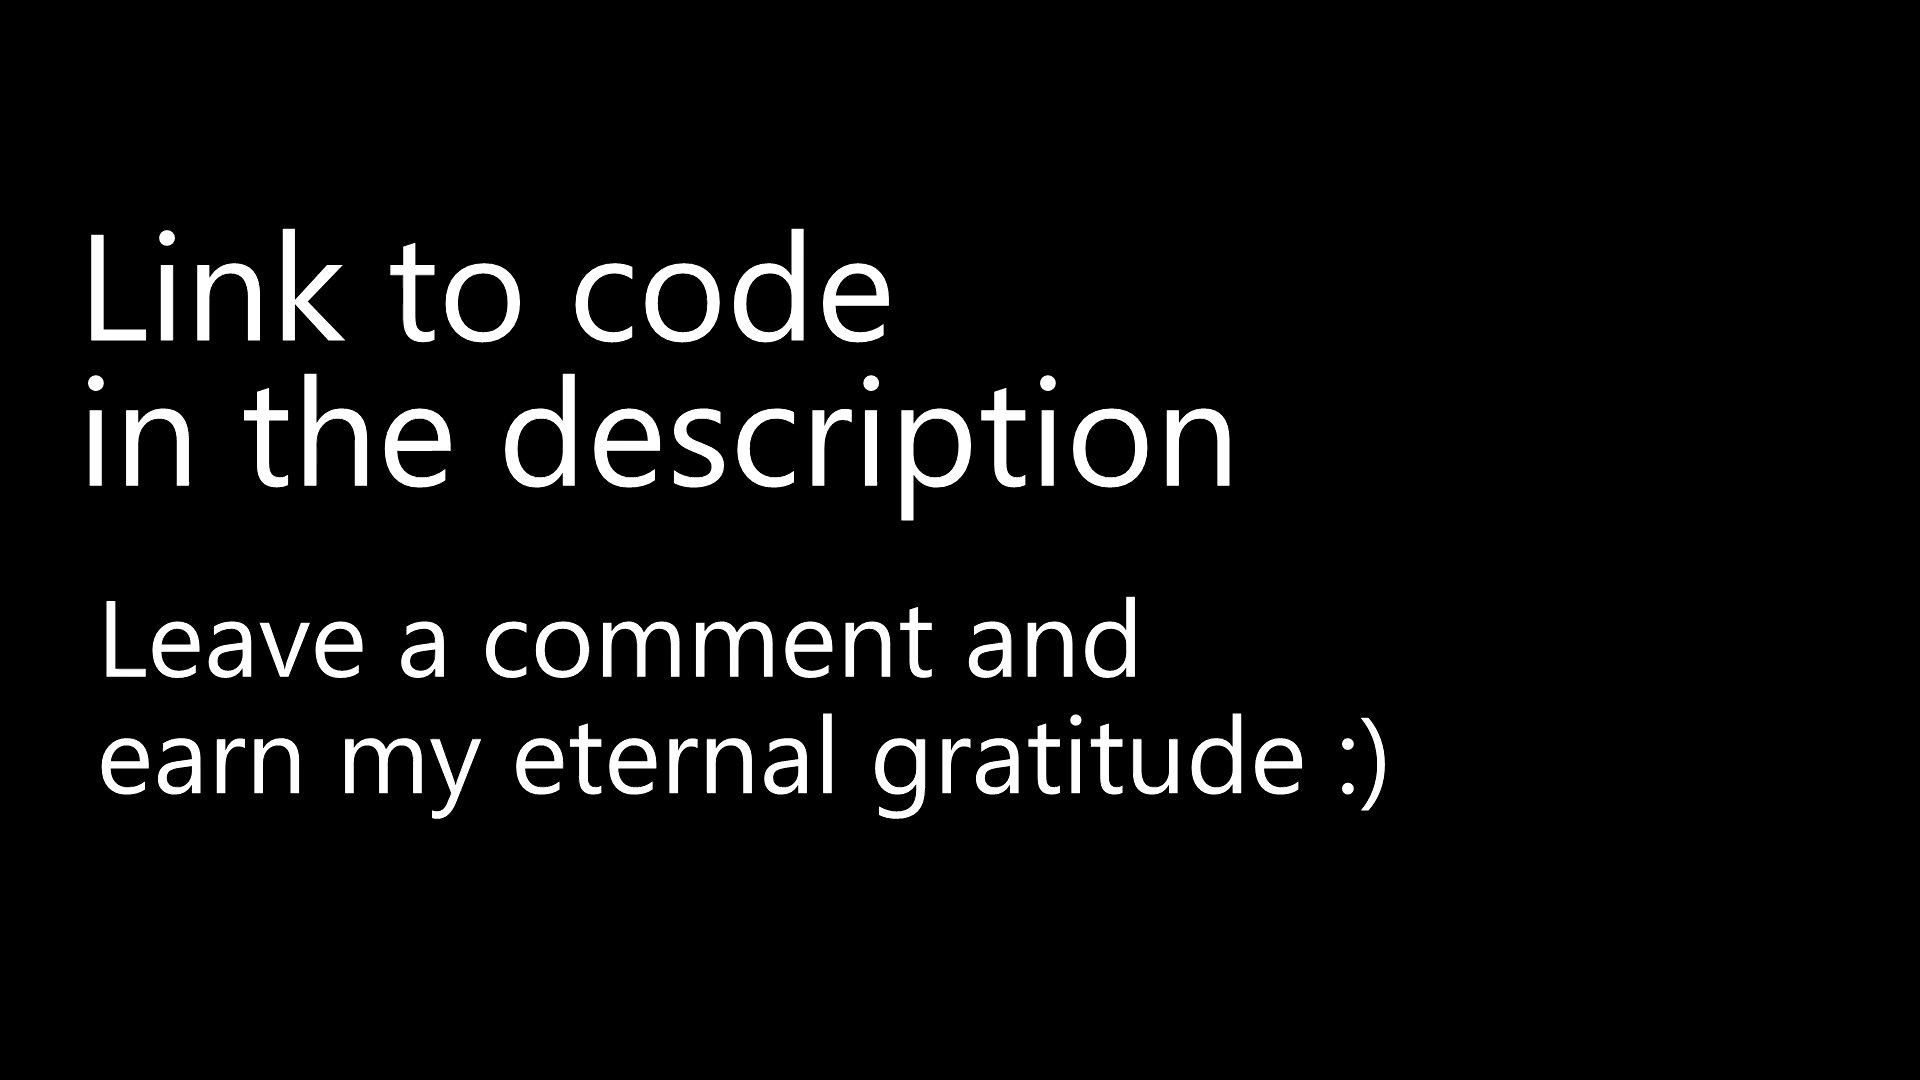 Link to code
in the description
Leave a comment and
earn my eternal gratitude :)